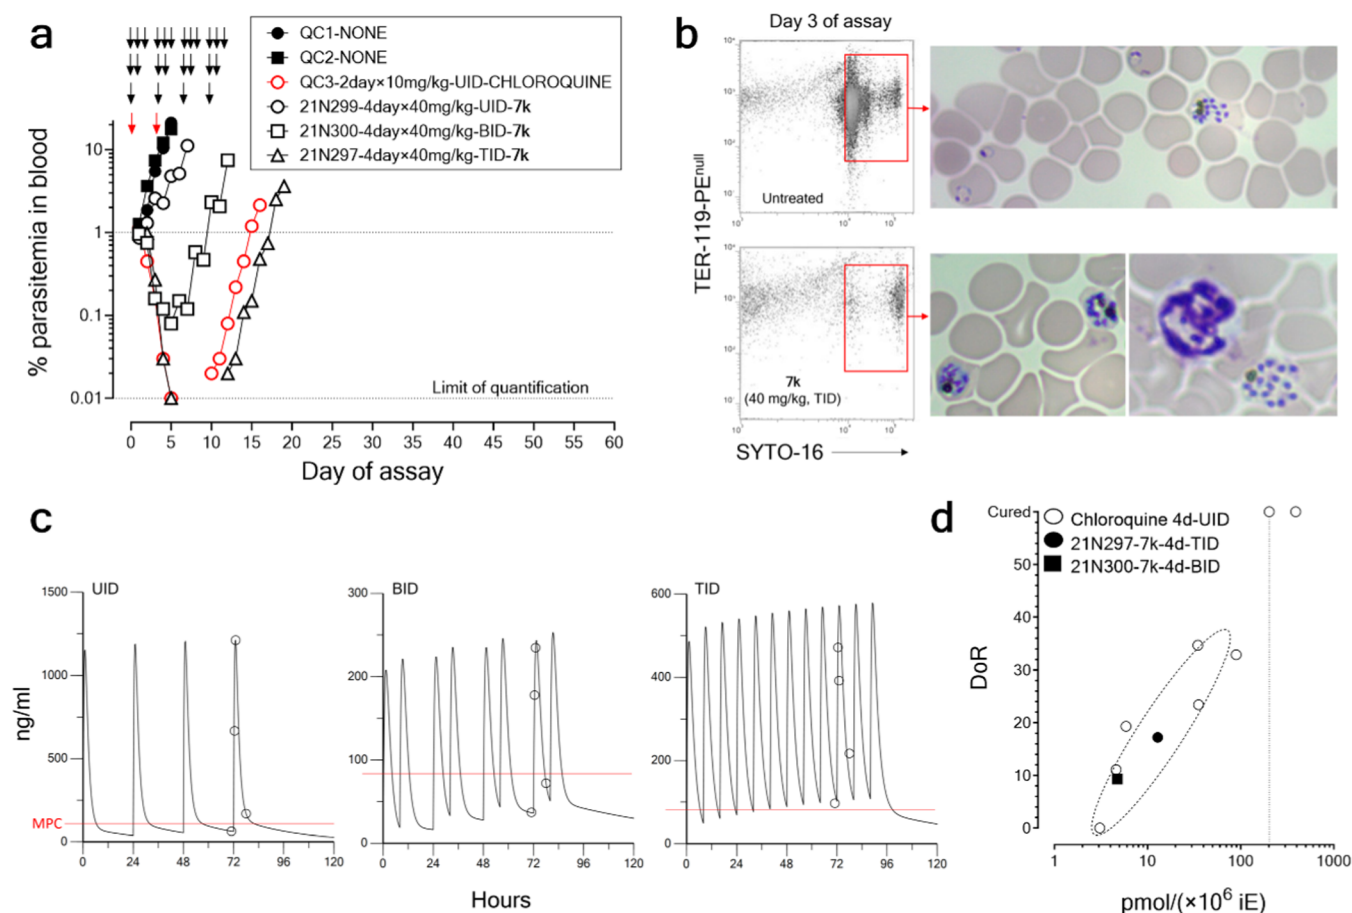 a
QC1-NONE
QC2-NONE
QC3-2day×10mg/kg-UID-CHLOROQUINE
21N299-4day×40mg/kg-UID-7k
21N300-4day×40mg/kg-BID-7k
21N297-4day×40mg/kg-TID-7k
% parasitemia in blood
10
1
0.1
0.01
Limit of quantification
0 5 10 15 20 25 30 35 40 45 50 55 60
Day of assay
b
Day 3 of assay
TER-119-PEnull
Untreated
7k
(40 mg/kg, TID)
SYTO-16
c
UID
1500
1000
500
0
ng/ml
MPC
0 24 48 72 96 120
BID
300
200
100
0
0 24 48 72 96 120
TID
600
400
200
0
0 24 48 72 96 120
Hours
d
Cured
Chloroquine 4d-UID
21N297-7k-4d-TID
21N300-7k-4d-BID
50
40
30
20
10
0
DoR
1 10 100 1000
pmol/(×10⁶ iE)